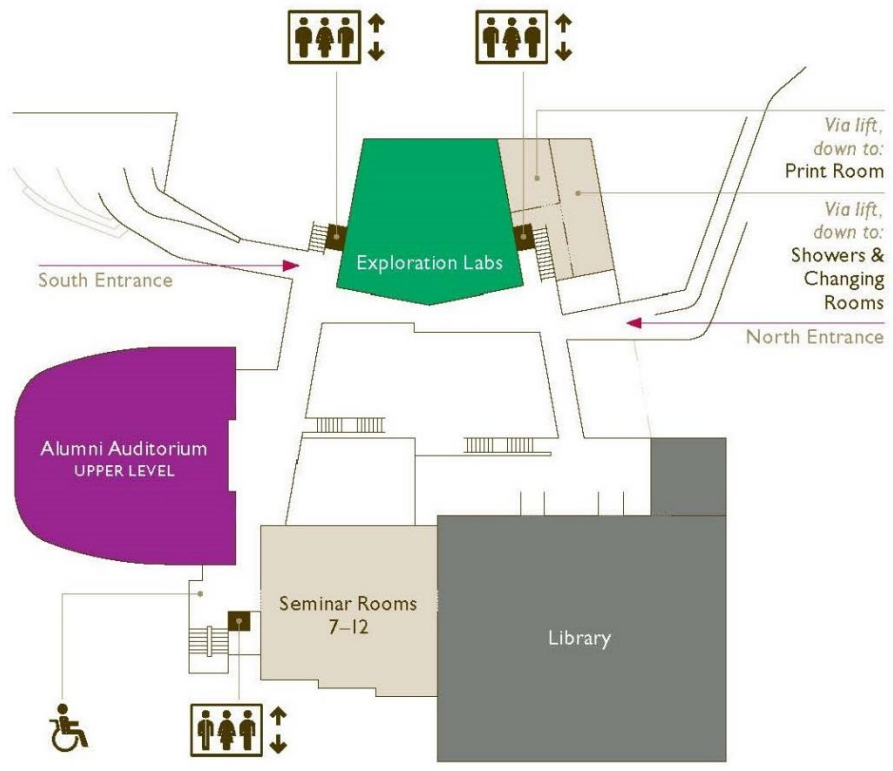 Via lift,
down to:
Print Room
Via lift,
down to:
Showers &
Changing
Rooms
Exploration Labs
South Entrance
North Entrance
Alumni Auditorium
UPPER LEVEL
Seminar Rooms
7–12
Library